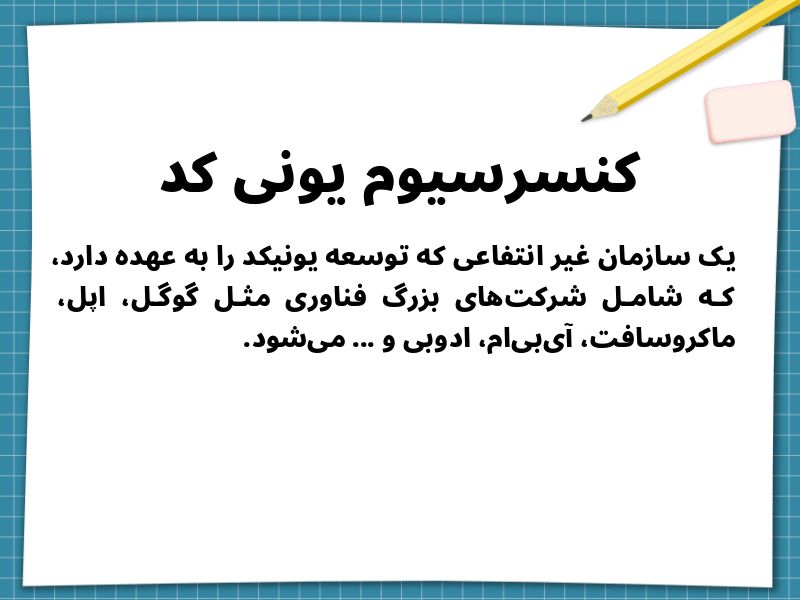 کنسرسیوم یونی کد
یک سازمان غیر انتفاعی که توسعه یونیکد را به عهده دارد،
که شامل شرکت‌های بزرگ فناوری مثل گوگل، اپل،
ماکروسافت، آی‌بی‌ام، ادوبی و ... می‌شود.